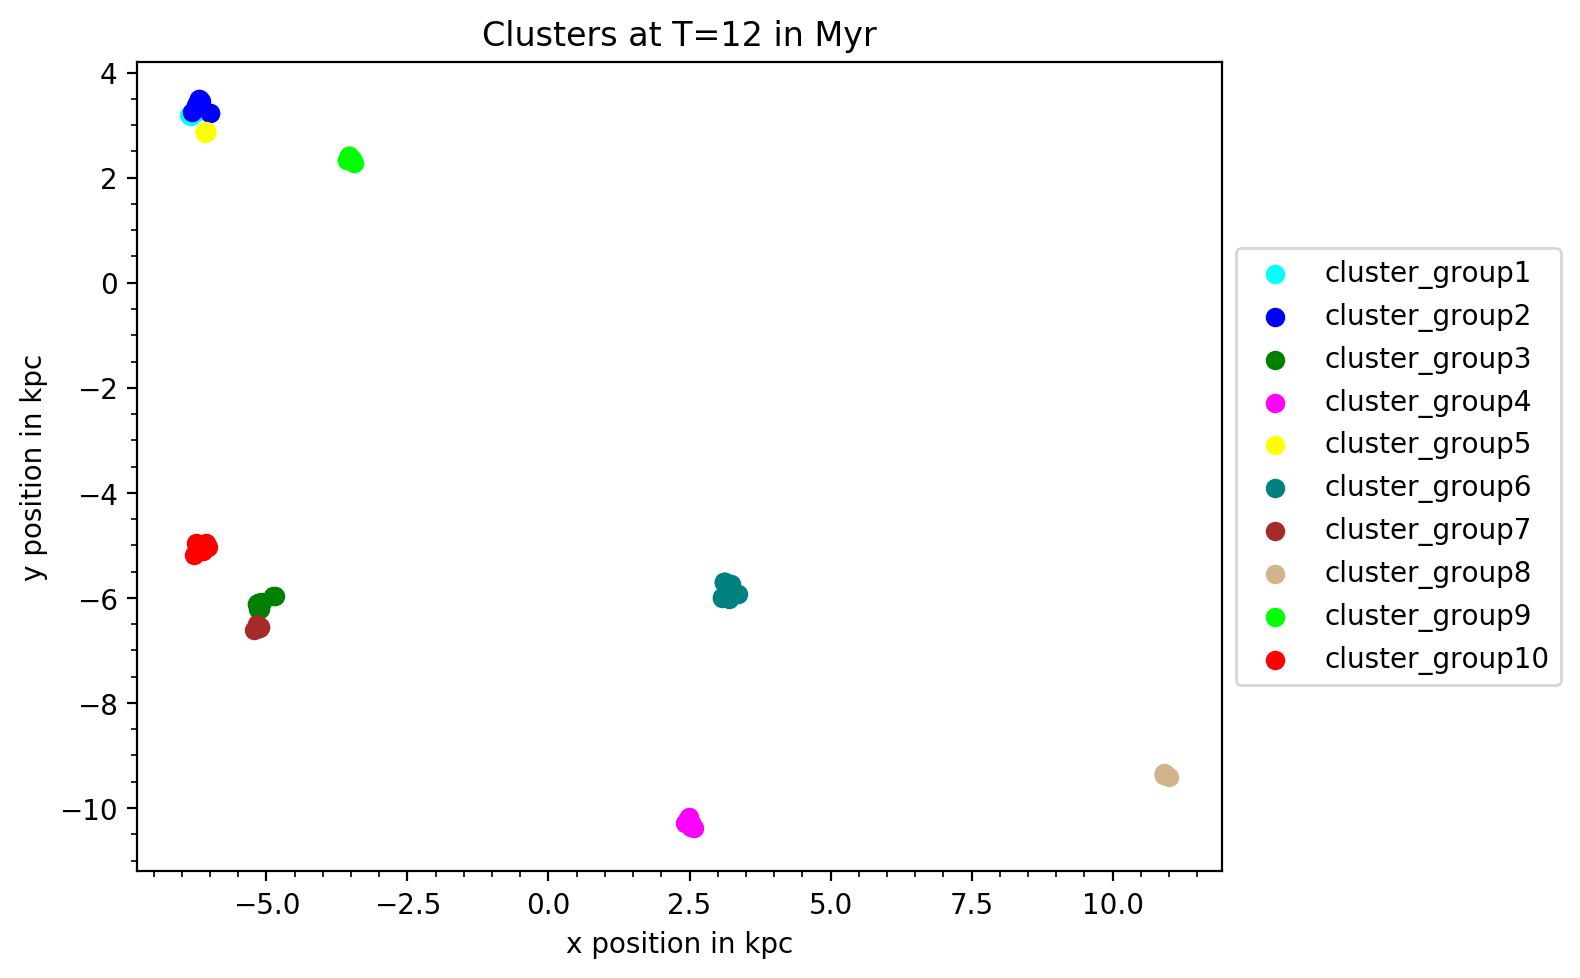 Clusters at T=12 in Myr
4
2
0
−2
−4
−6
−8
−10
y position in kpc
−5.0 −2.5 0.0 2.5 5.0 7.5 10.0
x position in kpc
cluster_group1
cluster_group2
cluster_group3
cluster_group4
cluster_group5
cluster_group6
cluster_group7
cluster_group8
cluster_group9
cluster_group10